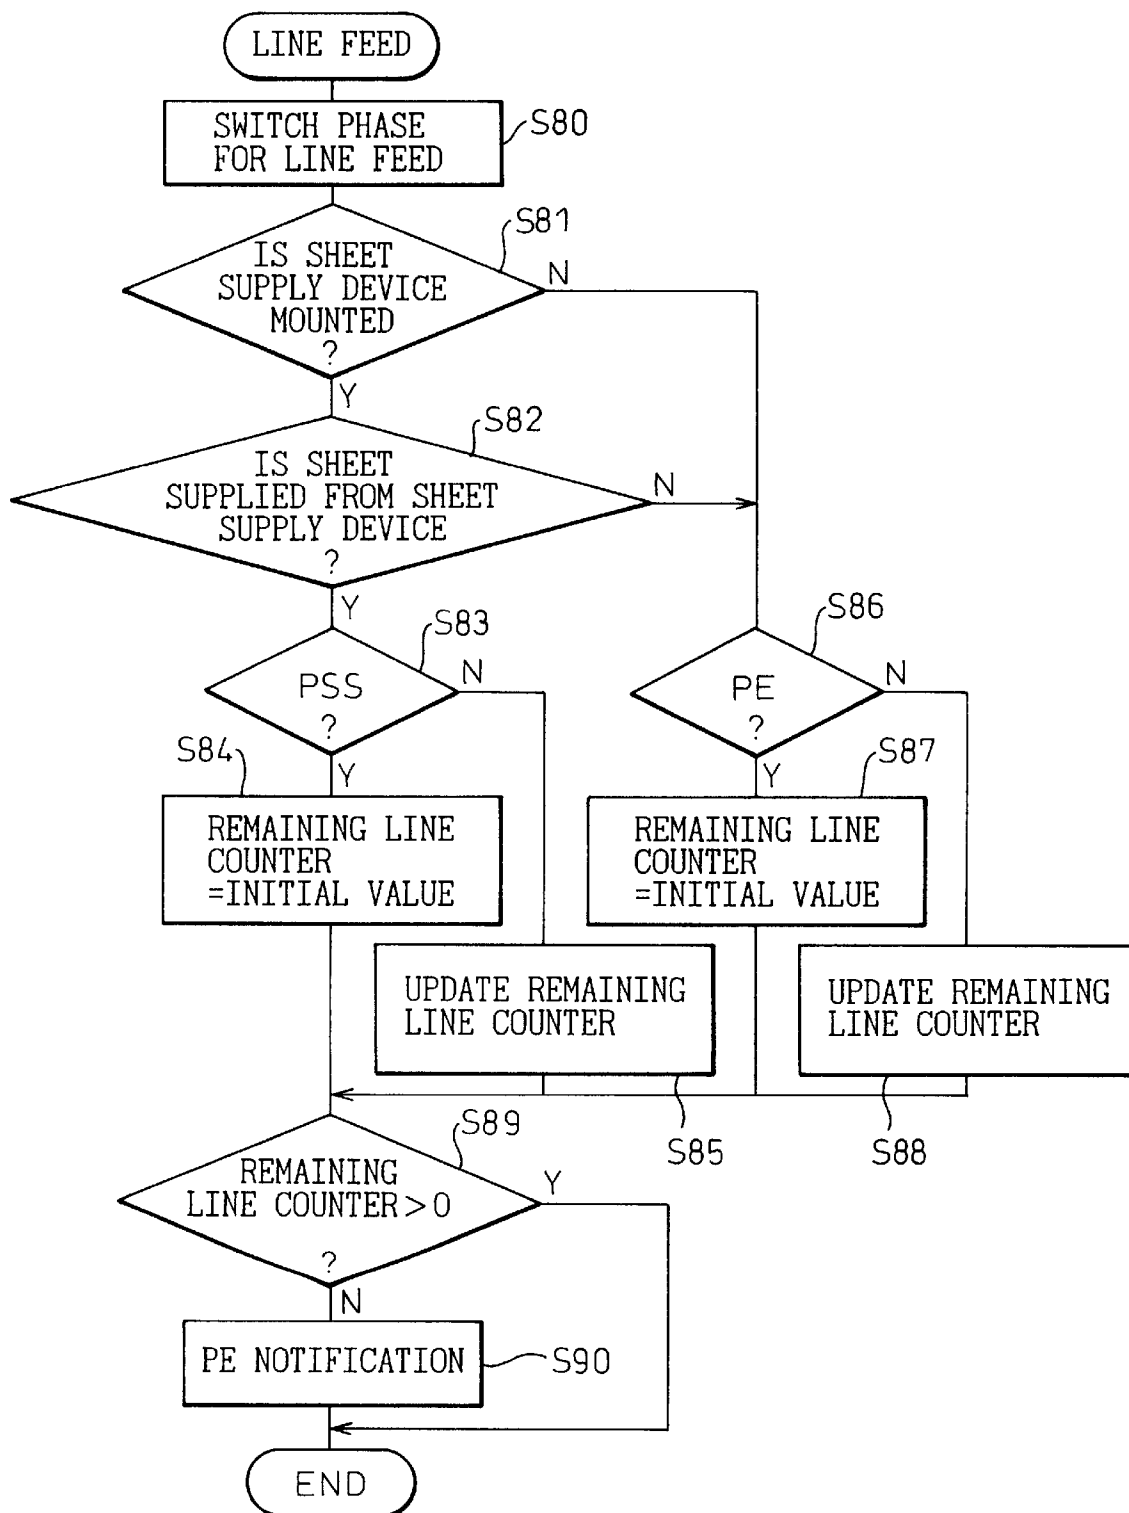 LINE FEED
SWITCH PHASE
FOR LINE FEED
S80
S81
IS SHEET
SUPPLY DEVICE
MOUNTED
?
N
Y
S82
IS SHEET
SUPPLIED FROM SHEET
SUPPLY DEVICE
?
N
Y
S83
PSS
?
N
Y
S86
PE
?
N
Y
S84
REMAINING LINE
COUNTER
=INITIAL VALUE
S87
REMAINING LINE
COUNTER
=INITIAL VALUE
UPDATE REMAINING
LINE COUNTER
S85
UPDATE REMAINING
LINE COUNTER
S88
S89
REMAINING
LINE COUNTER>0
?
Y
N
PE NOTIFICATION
S90
END